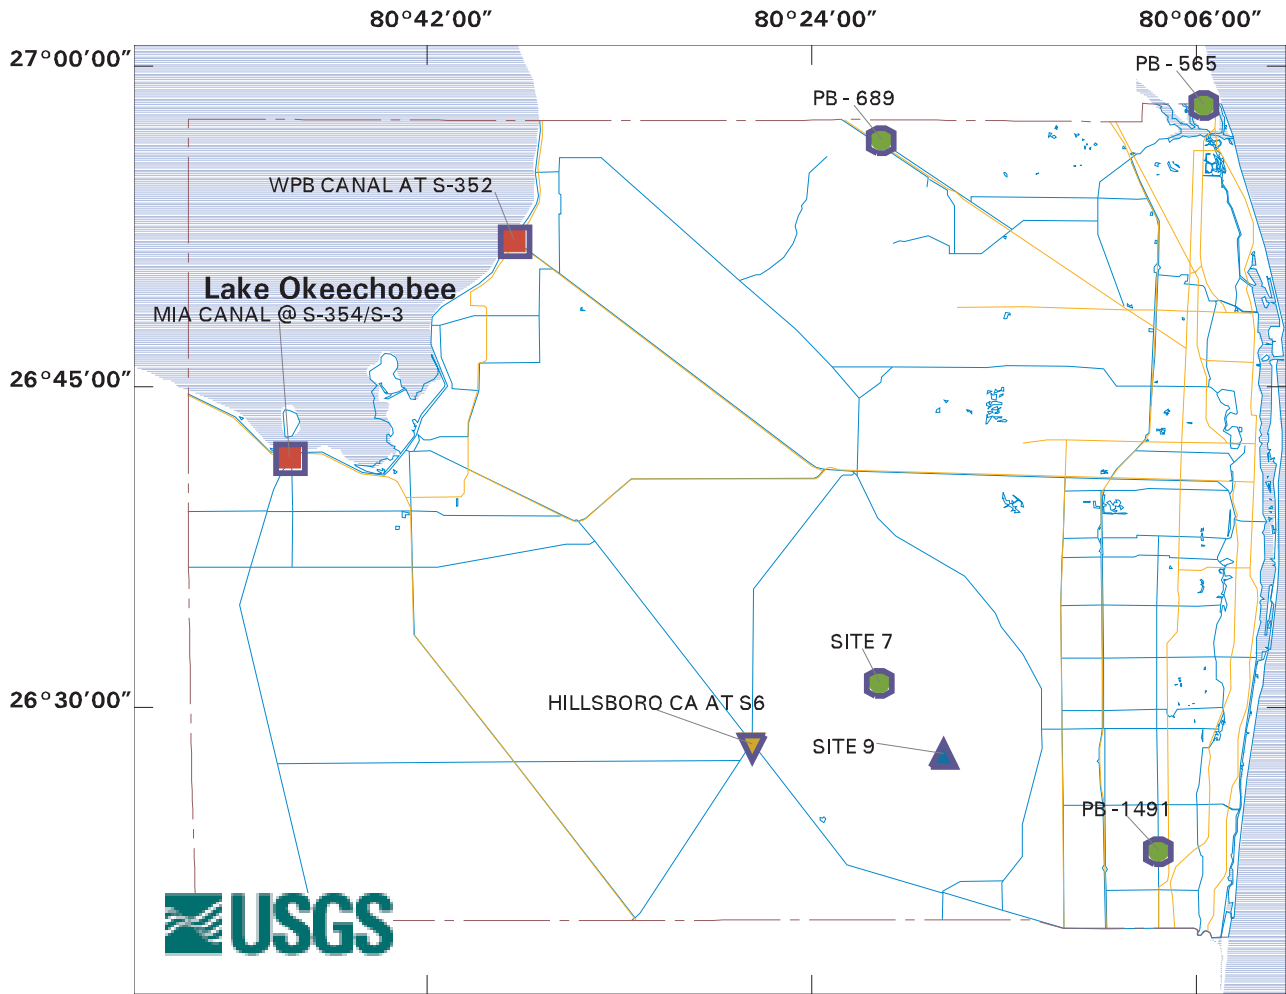 80°42'00" 80°24'00" 80°06'00"
27°00'00"
PB - 565
PB - 689
WPB CANAL AT S-352
Lake Okeechobee
MIA CANAL @ S-354/S-3
26°45'00"
SITE 7
26°30'00"
HILLSBORO CA AT S6
SITE 9
PB -1491
USGS